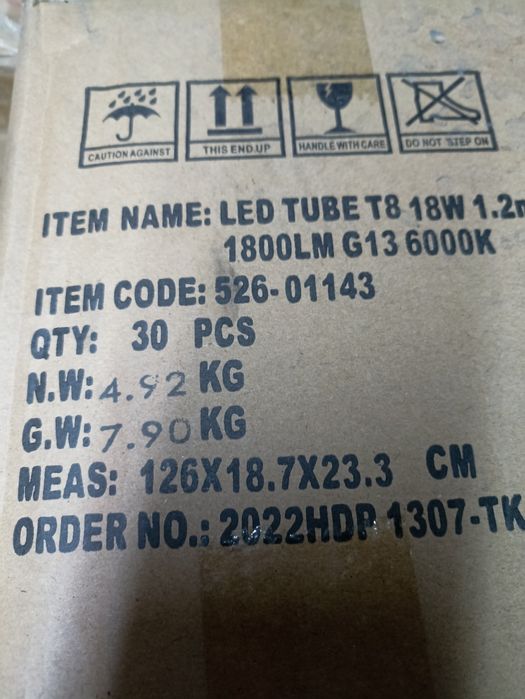 CAUTION AGAINST
THIS END UP
HANDLE WITH CARE
DO NOT STEP ON
ITEM NAME: LED TUBE T8 18W 1.2m
1800LM G13 6000K
ITEM CODE: 526-01143
QTY: 30 PCS
N.W: 4.92 KG
G.W: 7.90 KG
MEAS: 126X18.7X23.3 CM
ORDER NO.: 2022HDP 1307-TK